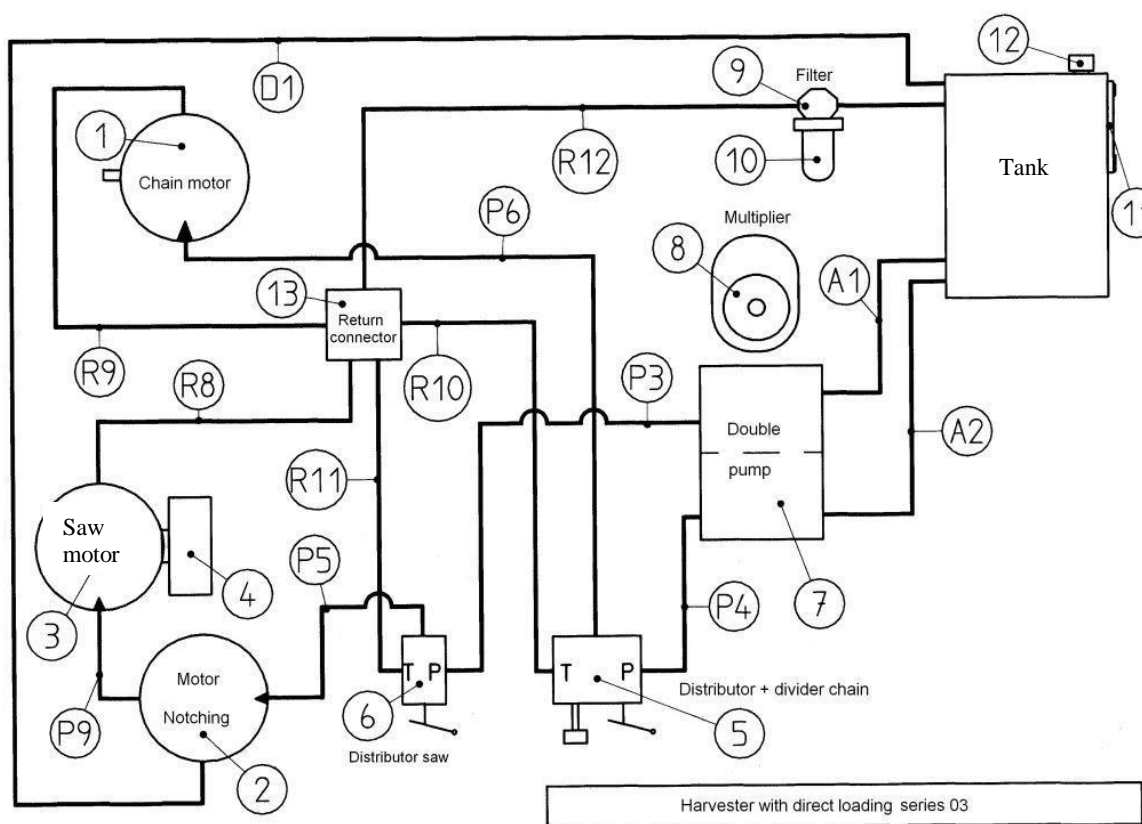 12
9
Filter
D1
1
R12
10
Tank
Chain motor
P6
Multiplier
11
8
A1
13
Return
connector
R9
R10
P3
R8
Double
pump
A2
R11
Saw
motor
P5
4
3
P4
7
T P
T P
Motor
Notching
6
Distributor + divider chain
5
P9
Distributor saw
2
Harvester with direct loading series 03